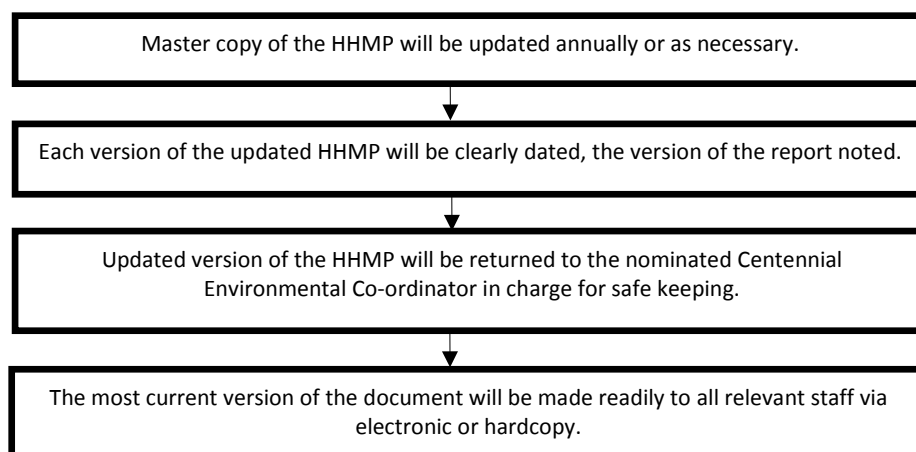 Master copy of the HHMP will be updated annually or as necessary.
Each version of the updated HHMP will be clearly dated, the version of the report noted.
Updated version of the HHMP will be returned to the nominated Centennial
Environmental Co-ordinator in charge for safe keeping.
The most current version of the document will be made readily to all relevant staff via
electronic or hardcopy.